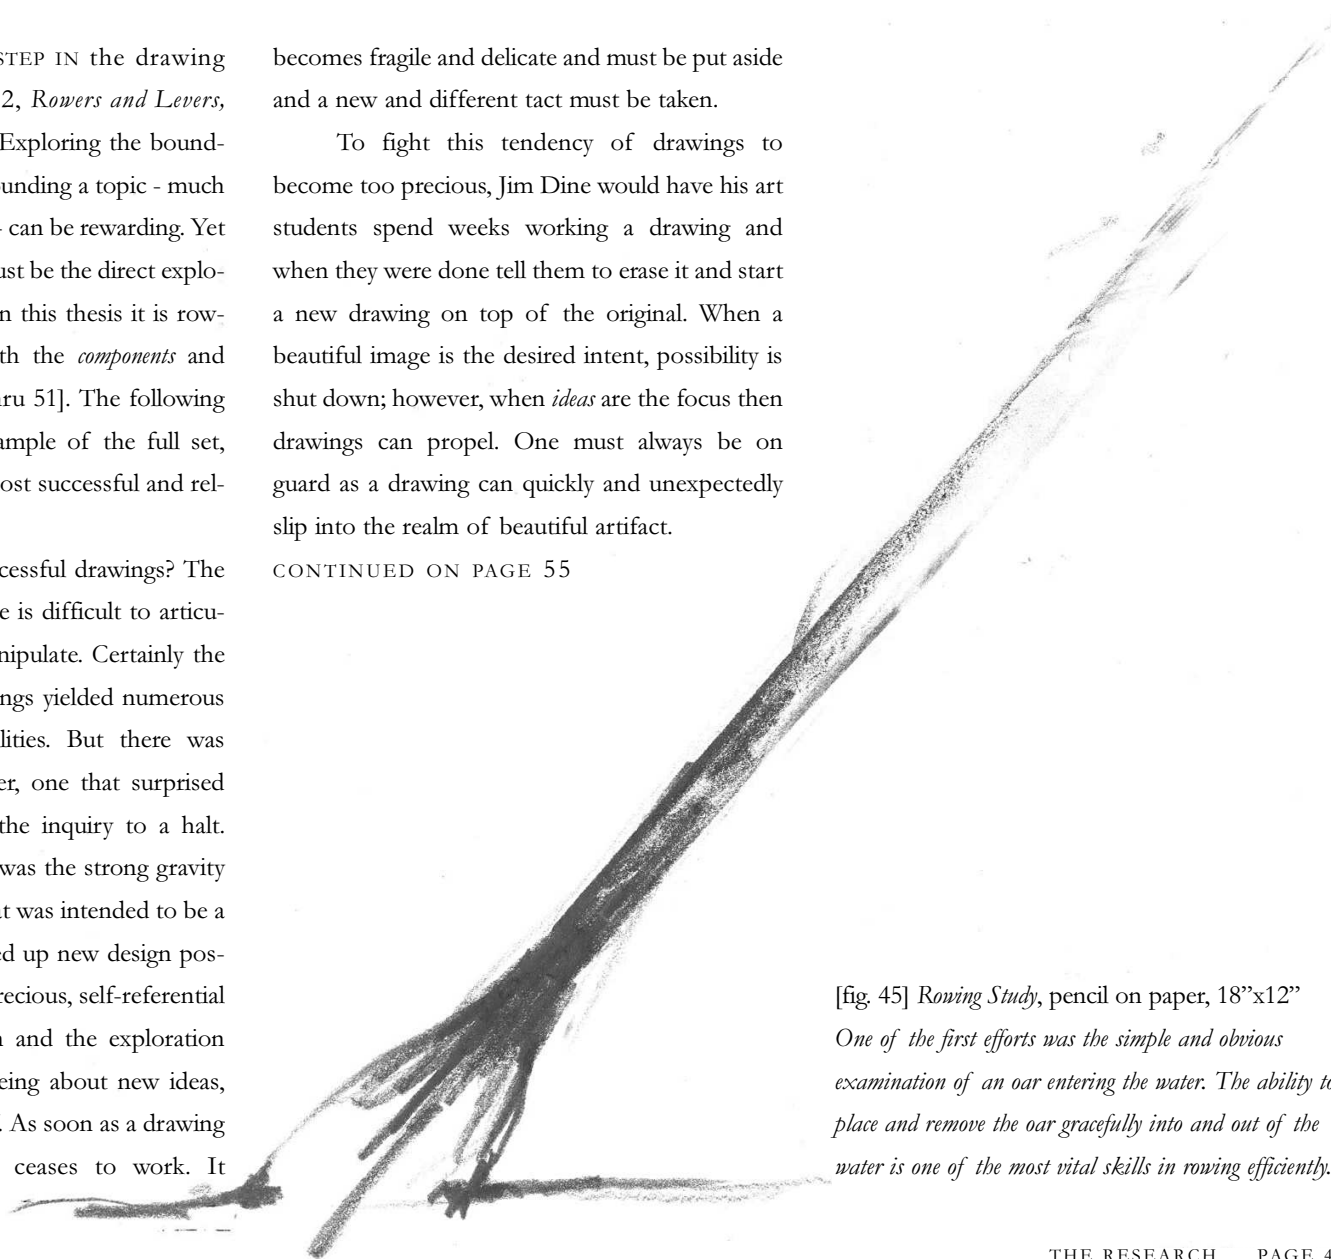 STEP IN the drawing
2, Rowers and Levers,
Exploring the bound-
unding a topic - much
can be rewarding. Yet
ust be the direct explo-
n this thesis it is row-
th the components and
ru 51]. The following
ample of the full set,
ost successful and rel-
cessful drawings? The
e is difficult to articu-
nipulate. Certainly the
ngs yielded numerous
lities. But there was
er, one that surprised
the inquiry to a halt.
was the strong gravity
at was intended to be a
ed up new design pos-
recious, self-referential
n and the exploration
eing about new ideas,
. As soon as a drawing
ceases to work. It
becomes fragile and delicate and must be put aside
and a new and different tact must be taken.
To fight this tendency of drawings to
become too precious, Jim Dine would have his art
students spend weeks working a drawing and
when they were done tell them to erase it and start
a new drawing on top of the original. When a
beautiful image is the desired intent, possibility is
shut down; however, when ideas are the focus then
drawings can propel. One must always be on
guard as a drawing can quickly and unexpectedly
slip into the realm of beautiful artifact.
CONTINUED ON PAGE 55
[fig. 45] Rowing Study, pencil on paper, 18”x12”
One of the first efforts was the simple and obvious
examination of an oar entering the water. The ability to
place and remove the oar gracefully into and out of the
water is one of the most vital skills in rowing efficiently.
THE RESEARCH PAGE 4